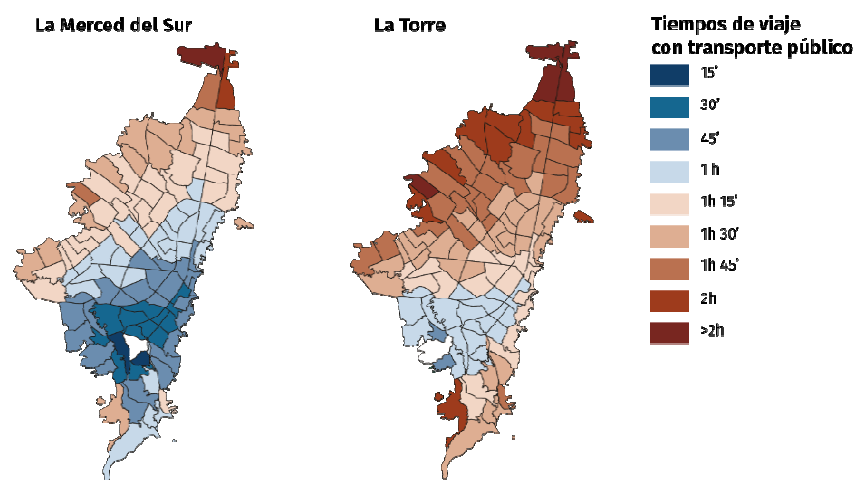 La Merced del Sur
La Torre
Tiempos de viaje
con transporte público
15'
30'
45'
1 h
1h 15'
1h 30'
1h 45'
2h
>2h